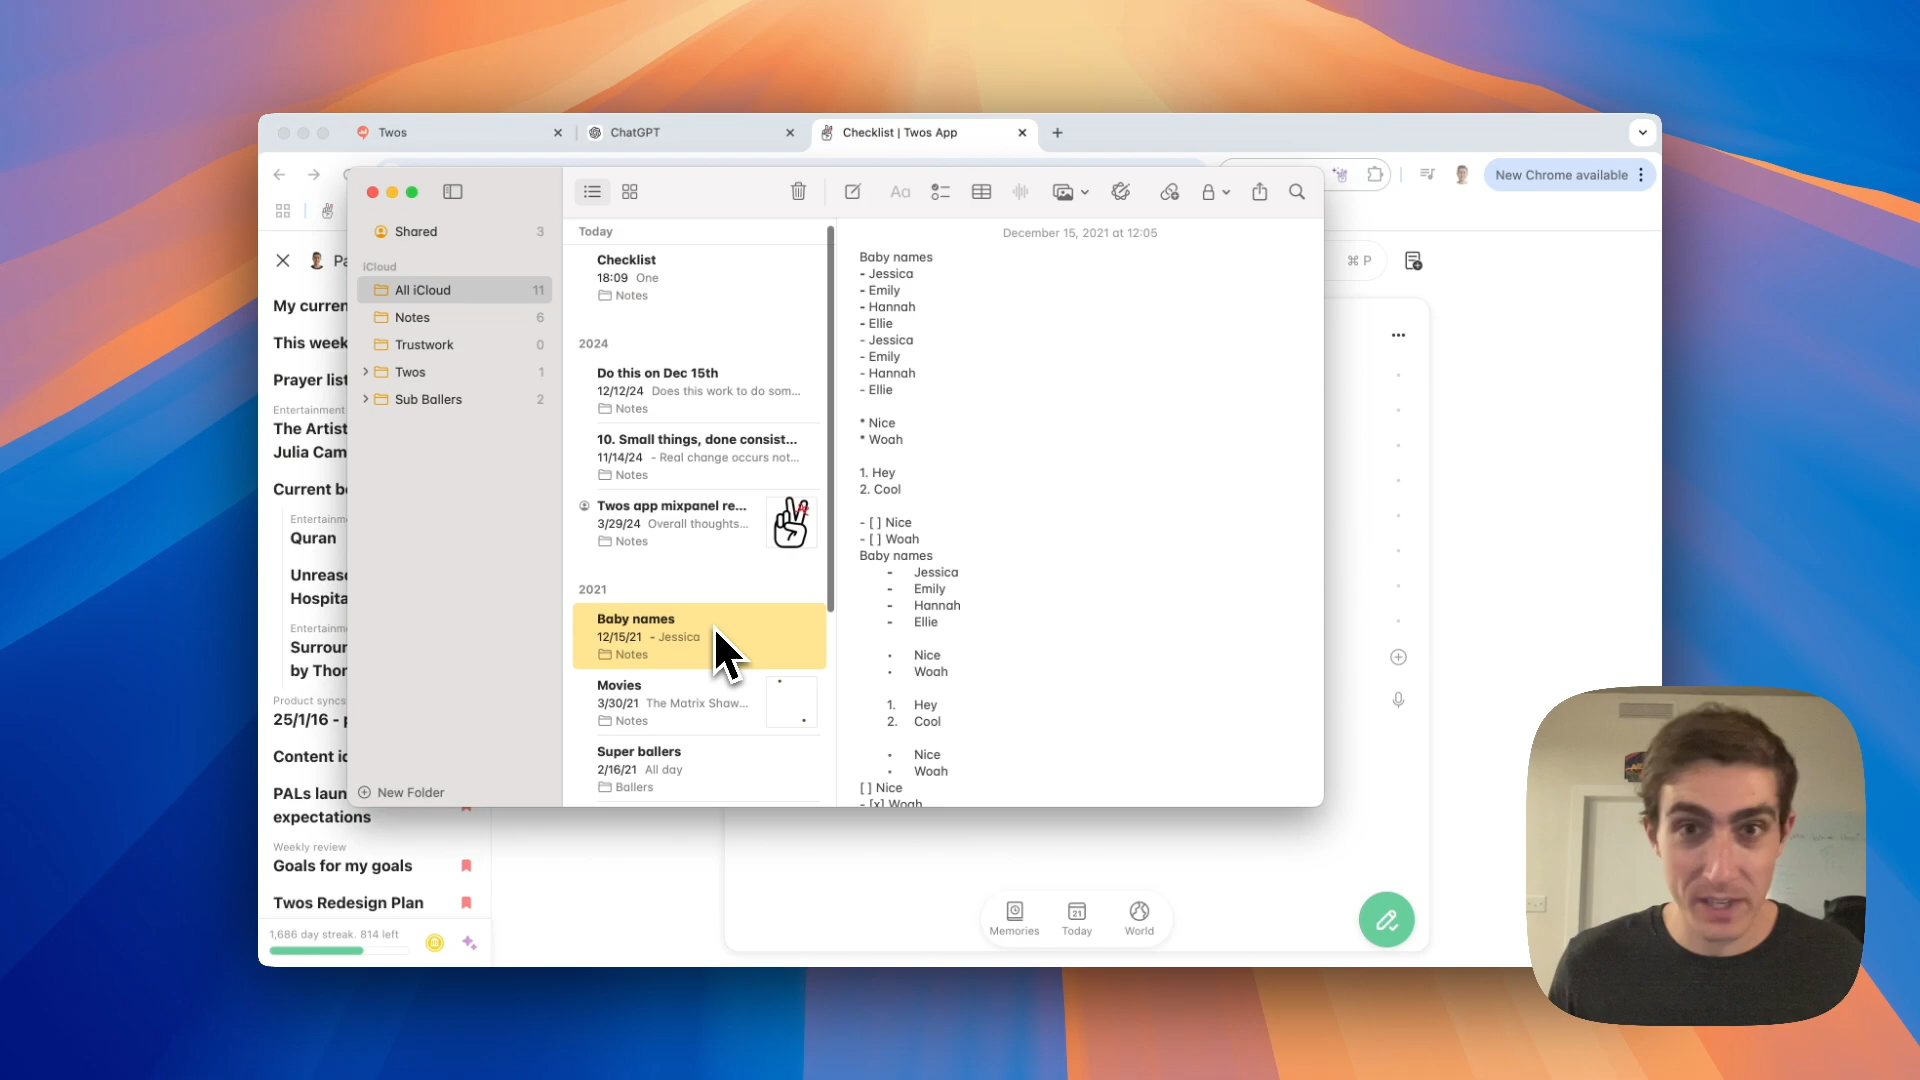 Twos
ChatGPT
Checklist | Twos App
New Chrome available
Shared 3
iCloud
All iCloud 11
Notes 6
Trustwork 0
Twos 1
Sub Ballers 2
New Folder
Today
Checklist
18:09 One
Notes
2024
Do this on Dec 15th
12/12/24 Does this work to do som...
Notes
10. Small things, done consist...
11/14/24 - Real change occurs not...
Notes
Twos app mixpanel re...
3/29/24 Overall thoughts...
Notes
2021
Baby names
12/15/21 - Jessica
Notes
Movies
3/30/21 The Matrix Shaw...
Notes
Super ballers
2/16/21 All day
Ballers
Aa
December 15, 2021 at 12:05
Baby names
- Jessica
- Emily
- Hannah
- Ellie
- Jessica
- Emily
- Hannah
- Ellie
* Nice
* Woah
1. Hey
2. Cool
- [ ] Nice
- [ ] Woah
Baby names
- Jessica
- Emily
- Hannah
- Ellie
• Nice
• Woah
1. Hey
2. Cool
• Nice
• Woah
[ ] Nice
- [x] Woah
⌘ P
My curren
This week
Prayer list
Entertainment
The Artist
Julia Cam
Current b
Entertainm
Quran
Unreas
Hospita
Entertainm
Surrour
by Thor
Product syncs
25/1/16 -
Content i
PALs laun
expectations
Weekly review
Goals for my goals
Twos Redesign Plan
1,686 day streak. 814 left
Memories
21
Today
World